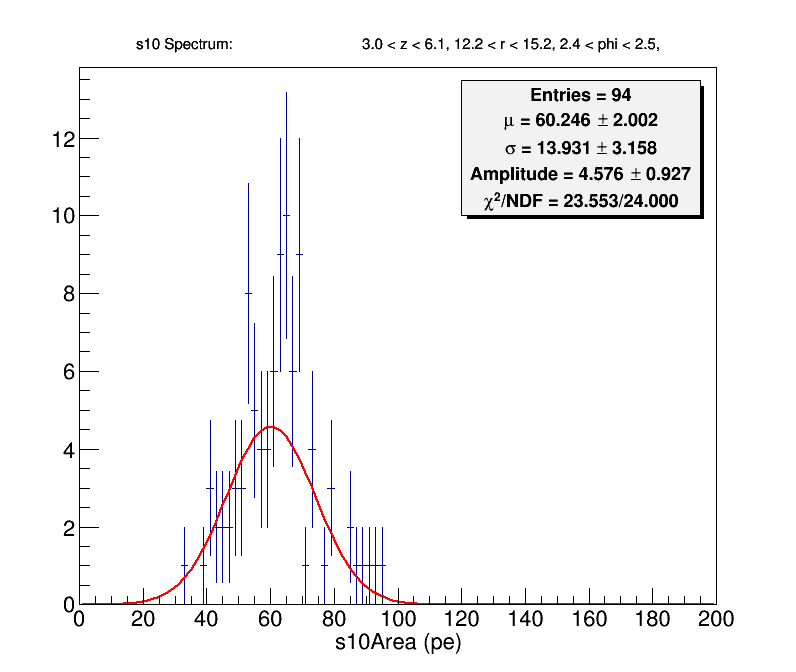 s10 Spectrum: 3.0 < z < 6.1, 12.2 < r < 15.2, 2.4 < phi < 2.5,
Entries = 94
μ = 60.246 ± 2.002
σ = 13.931 ± 3.158
Amplitude = 4.576 ± 0.927
χ²/NDF = 23.553/24.000
12
10
8
6
4
2
0
0 20 40 60 80 100 120 140 160 180 200
s10Area (pe)